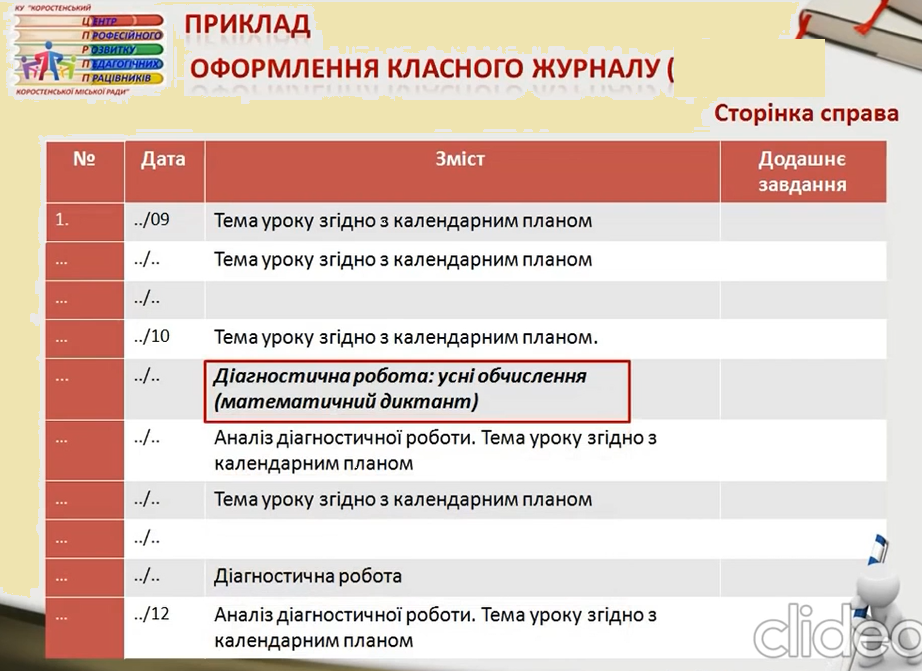 КУ "КОРОСТЕНСЬКИЙ
ЦЕНТР
ПРОФЕСІЙНОГО
РОЗВИТКУ
ПЕДАГОГІЧНИХ
ПРАЦІВНИКІВ
КОРОСТЕНСЬКОЇ МІСЬКОЇ РАДИ"
ПРИКЛАД
ОФОРМЛЕННЯ КЛАСНОГО ЖУРНАЛУ (
Сторінка справа
№ Дата Зміст Додашнє
завдання
1. ../09 Тема уроку згідно з календарним планом
... ../.. Тема уроку згідно з календарним планом
... ../..
... ../10 Тема уроку згідно з календарним планом.
... ../.. Діагностична робота: усні обчислення
(математичний диктант)
... ../.. Аналіз діагностичної роботи. Тема уроку згідно з
календарним планом
... ../.. Тема уроку згідно з календарним планом
... ../..
... ../.. Діагностична робота
... ../12 Аналіз діагностичної роботи. Тема уроку згідно з
календарним планом
clideo